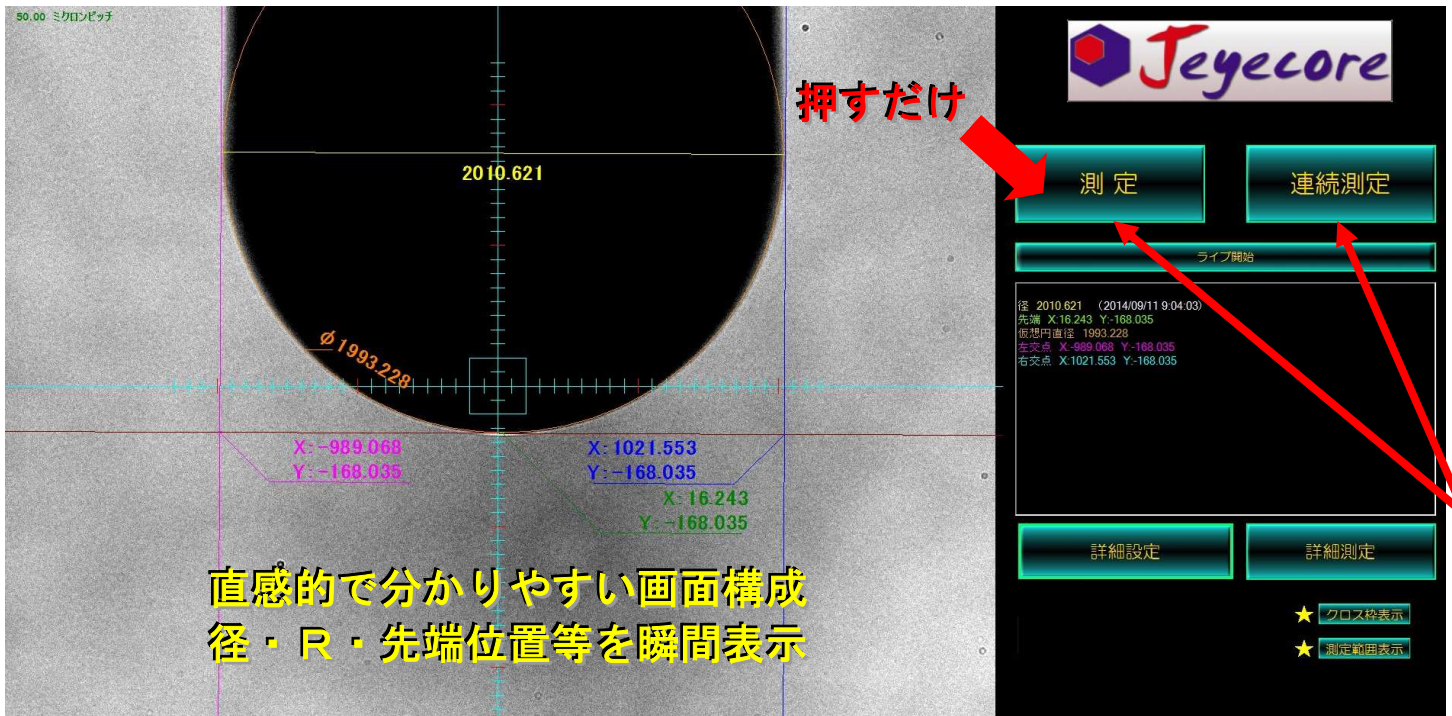 50.00 ミクロンピッチ
Jeyecore
押すだけ
2010.621
測 定
連続測定
ライブ開始
径 2010.621 (2014/09/11 9:04:03)
先端 X:16.243 Y:-168.035
仮想円直径 1993.228
左交点 X:-989.068 Y:-168.035
右交点 X:1021.553 Y:-168.035
φ1993.228
X:-989.068
Y:-168.035
X:1021.553
Y:-168.035
X:16.243
Y:-168.035
詳細設定
詳細測定
直感的で分かりやすい画面構成
径・R・先端位置等を瞬間表示
★ クロス枠表示
★ 測定範囲表示